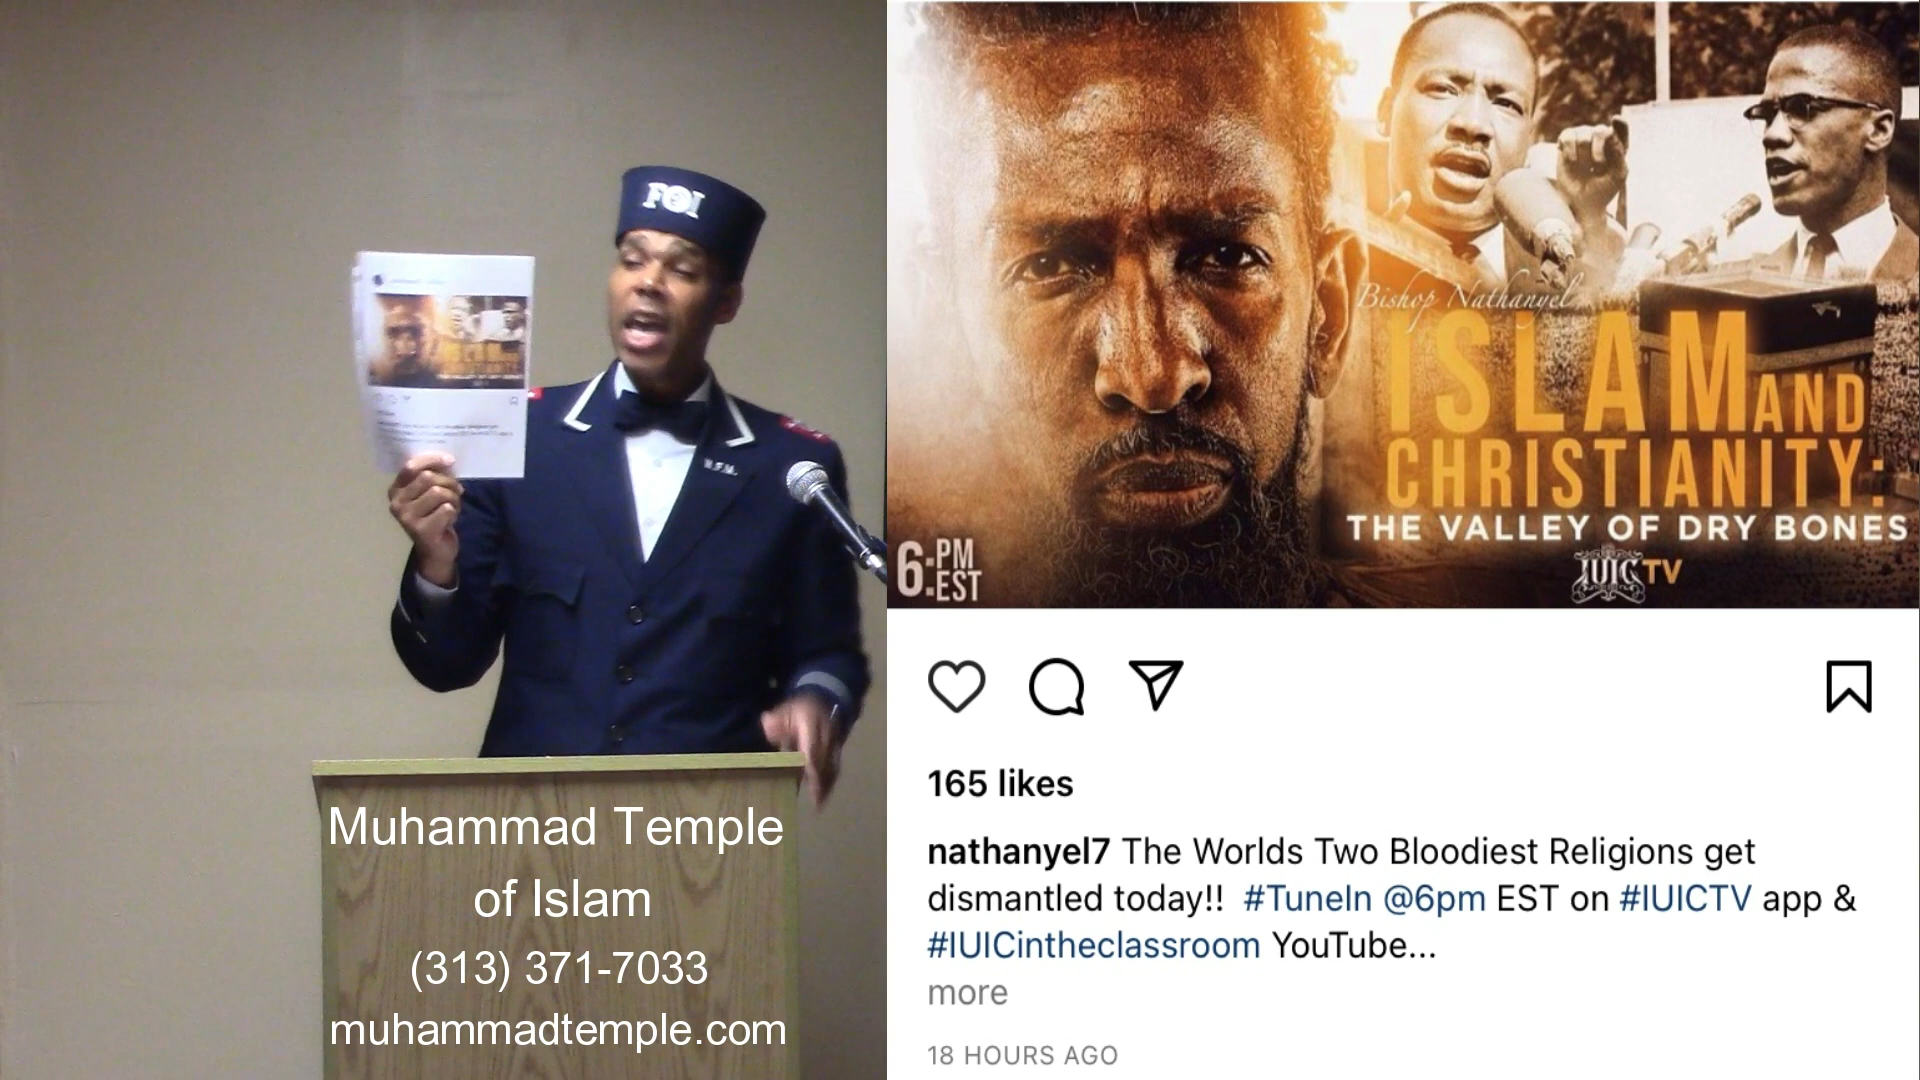 FOI
Muhammad Temple
of Islam
(313) 371-7033
muhammadtemple.com
Bishop Nathanyel
ISLAM AND
CHRISTIANITY:
THE VALLEY OF DRY BONES
IUIC TV
6:PM EST
165 likes
nathanyel7 The Worlds Two Bloodiest Religions get
dismantled today!! #TuneIn @6pm EST on #IUICTV app &
#IUICintheclassroom YouTube...
more
18 HOURS AGO